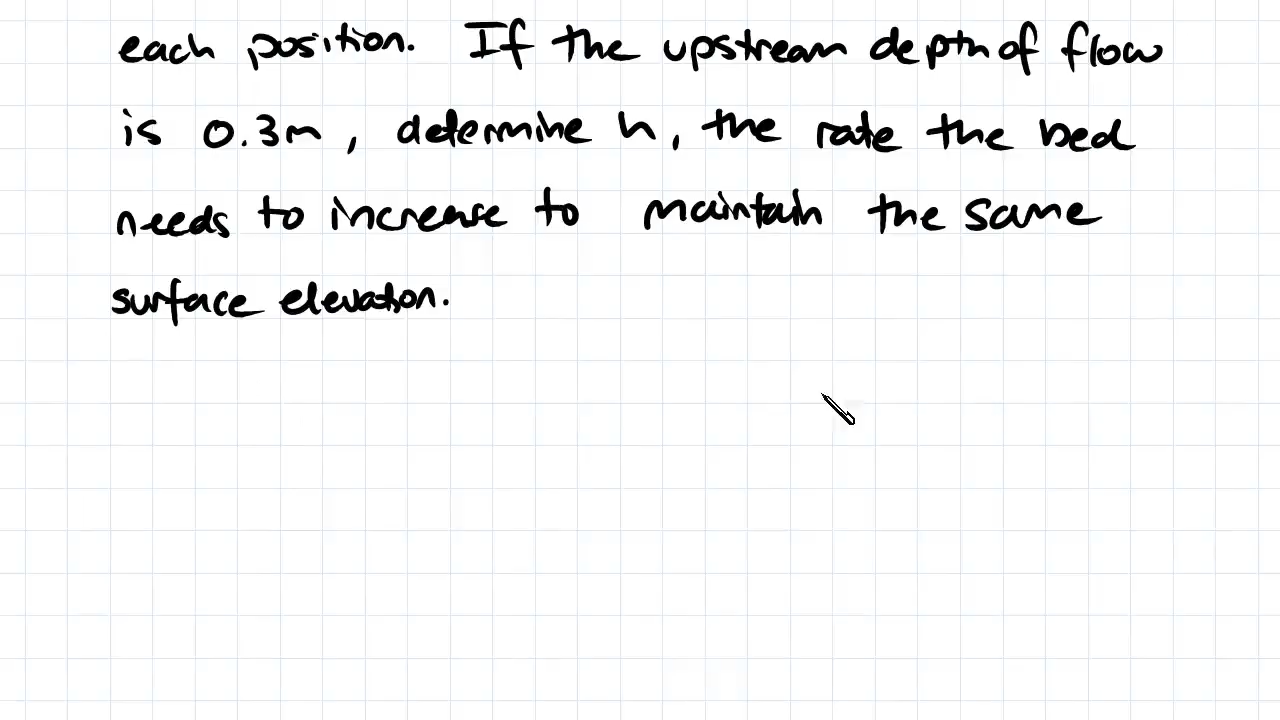 each position. If the upstream depth of flow
is 0.3m, determine h, the rate the bed
needs to increase to maintain the same
surface elevation.